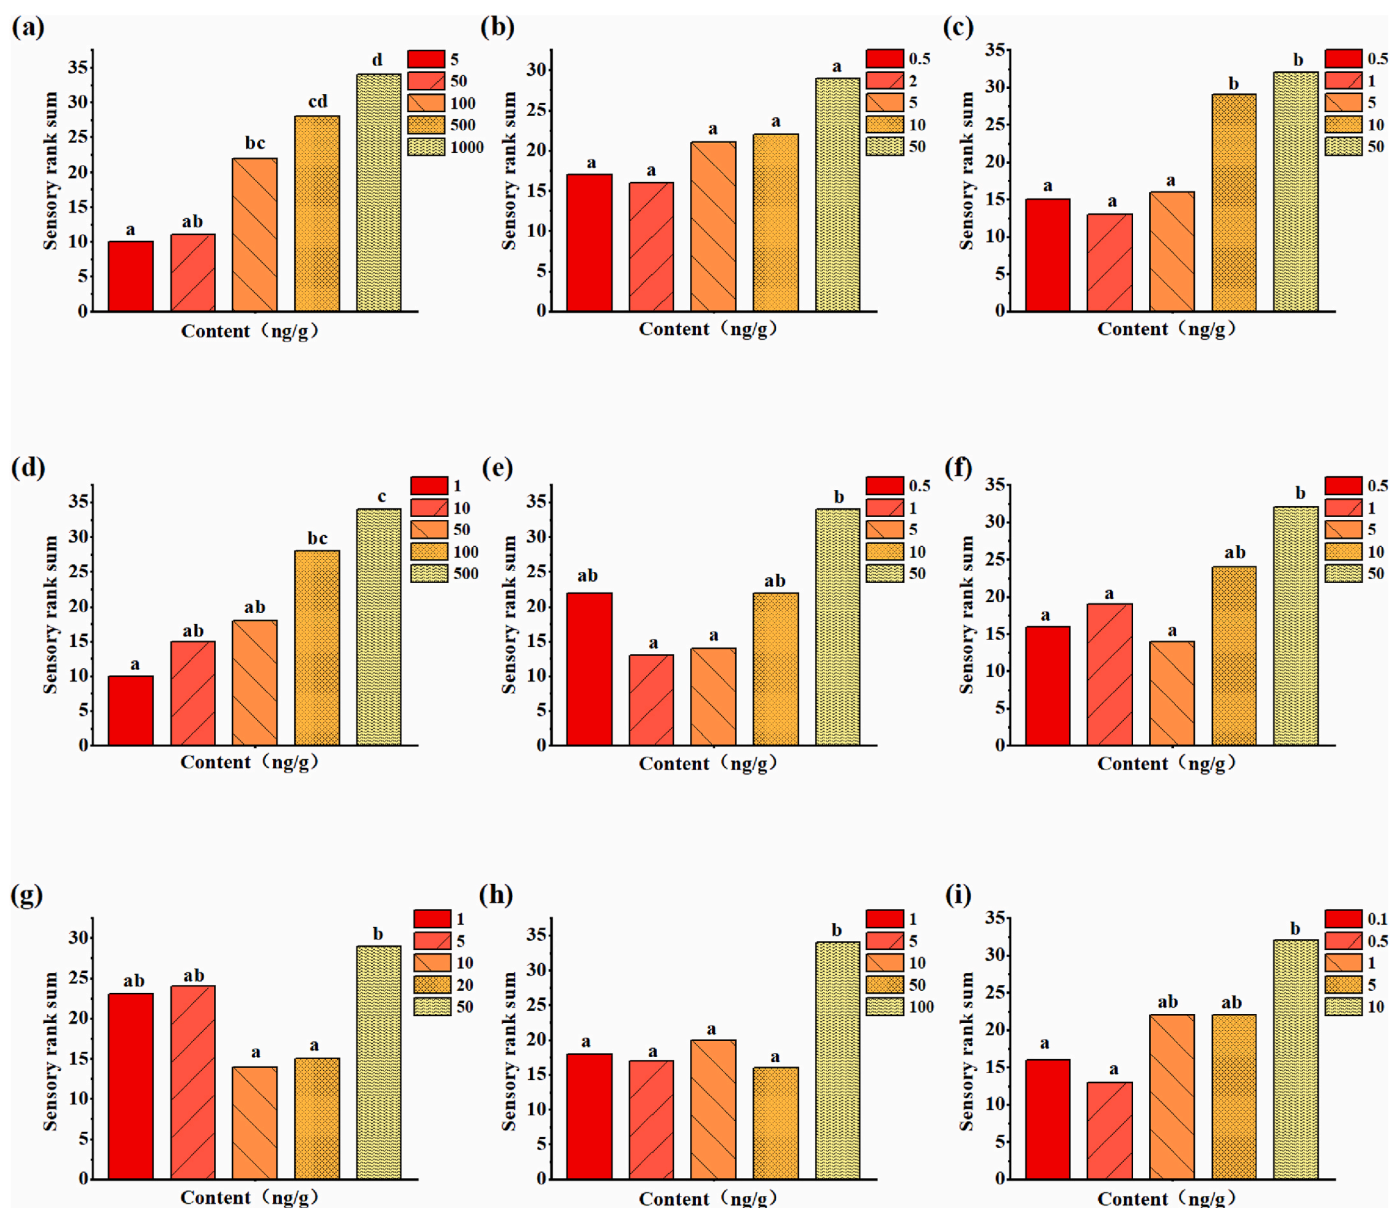 (a)
Sensory rank sum
35
30
25
20
15
10
5
0
a
ab
bc
cd
d
5
50
100
500
1000
Content（ng/g）
(b)
Sensory rank sum
30
25
20
15
10
5
0
a
a
a
a
a
0.5
2
5
10
50
Content（ng/g）
(c)
Sensory rank sum
35
30
25
20
15
10
5
0
a
a
a
b
b
0.5
1
5
10
50
Content（ng/g）
(d)
Sensory rank sum
35
30
25
20
15
10
5
0
a
ab
ab
bc
c
1
10
50
100
500
Content（ng/g）
(e)
Sensory rank sum
35
30
25
20
15
10
5
0
ab
a
a
ab
b
0.5
1
5
10
50
Content（ng/g）
(f)
Sensory rank sum
35
30
25
20
15
10
5
0
a
a
a
ab
b
0.5
1
5
10
50
Content（ng/g）
(g)
Sensory rank sum
30
25
20
15
10
5
0
ab
ab
a
a
b
1
5
10
20
50
Content（ng/g）
(h)
Sensory rank sum
35
30
25
20
15
10
5
0
a
a
a
a
b
1
5
10
50
100
Content（ng/g）
(i)
Sensory rank sum
35
30
25
20
15
10
5
0
a
a
ab
ab
b
0.1
0.5
1
5
10
Content（ng/g）